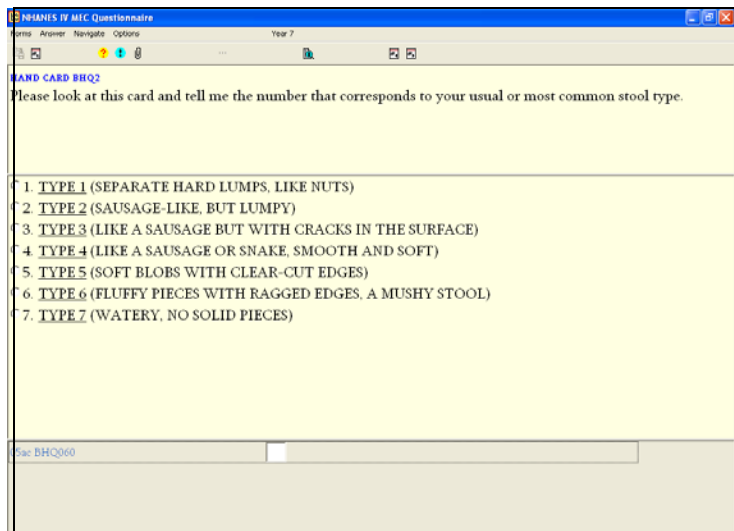 NHANES IV MEC Questionnaire
Forms Answer Navigate Options Year 7
HAND CARD BHQ2
Please look at this card and tell me the number that corresponds to your usual or most common stool type.
1. TYPE 1 (SEPARATE HARD LUMPS, LIKE NUTS)
2. TYPE 2 (SAUSAGE-LIKE, BUT LUMPY)
3. TYPE 3 (LIKE A SAUSAGE BUT WITH CRACKS IN THE SURFACE)
4. TYPE 4 (LIKE A SAUSAGE OR SNAKE, SMOOTH AND SOFT)
5. TYPE 5 (SOFT BLOBS WITH CLEAR-CUT EDGES)
6. TYPE 6 (FLUFFY PIECES WITH RAGGED EDGES, A MUSHY STOOL)
7. TYPE 7 (WATERY, NO SOLID PIECES)
BHQ060